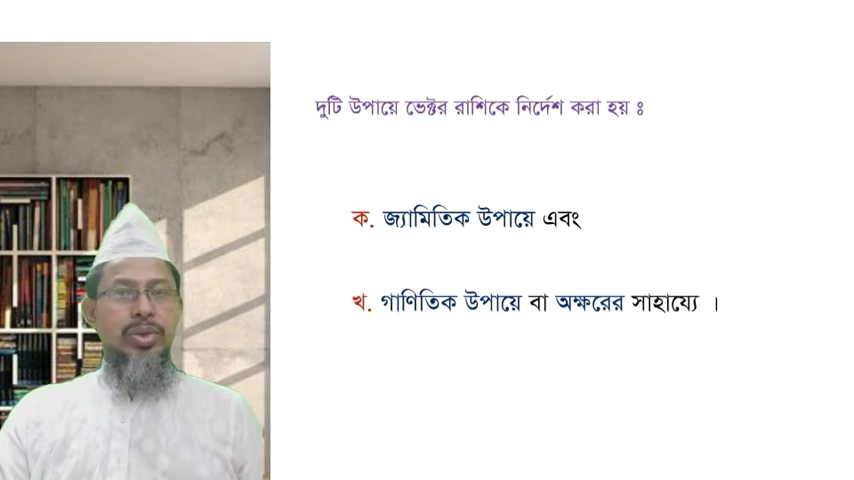 দুটি উপায়ে ভেক্টর রাশিকে নির্দেশ করা হয় ঃ
ক. জ্যামিতিক উপায়ে এবং
খ. গাণিতিক উপায়ে বা অক্ষরের সাহায্যে ।